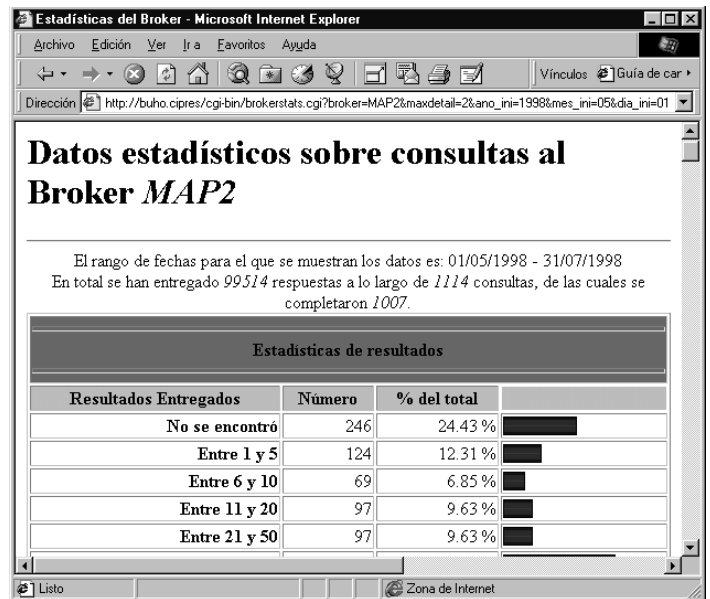 Estadísticas del Broker - Microsoft Internet Explorer
Archivo Edición Ver Ir a Favoritos Ayuda
Vínculos Guía de car
Dirección http://buho.cipres/cgi-bin/brokerstats.cgi?broker=MAP2&maxdetail=2&ano_ini=1998&mes_ini=05&dia_ini=01
Datos estadísticos sobre consultas al
Broker MAP2
El rango de fechas para el que se muestran los datos es: 01/05/1998 - 31/07/1998
En total se han entregado 99514 respuestas a lo largo de 1114 consultas, de las cuales se
completaron 1007.
Estadísticas de resultados
Resultados Entregados Número % del total
No se encontró 246 24.43 %
Entre 1 y 5 124 12.31 %
Entre 6 y 10 69 6.85 %
Entre 11 y 20 97 9.63 %
Entre 21 y 50 97 9.63 %
Listo Zona de Internet